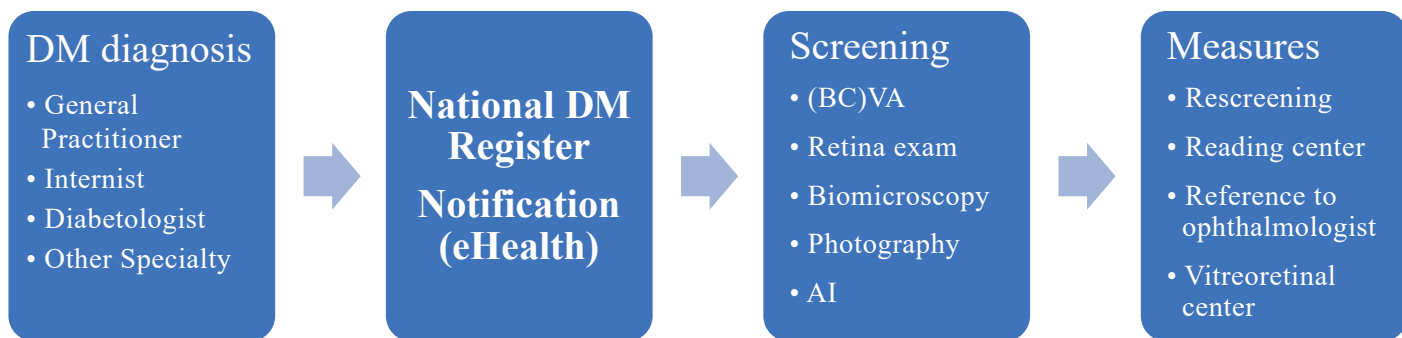 DM diagnosis
• General
Practitioner
• Internist
• Diabetologist
• Other Specialty
National DM
Register
Notification
(eHealth)
Screening
• (BC)VA
• Retina exam
• Biomicroscopy
• Photography
• AI
Measures
• Rescreening
• Reading center
• Reference to
ophthalmologist
• Vitreoretinal
center